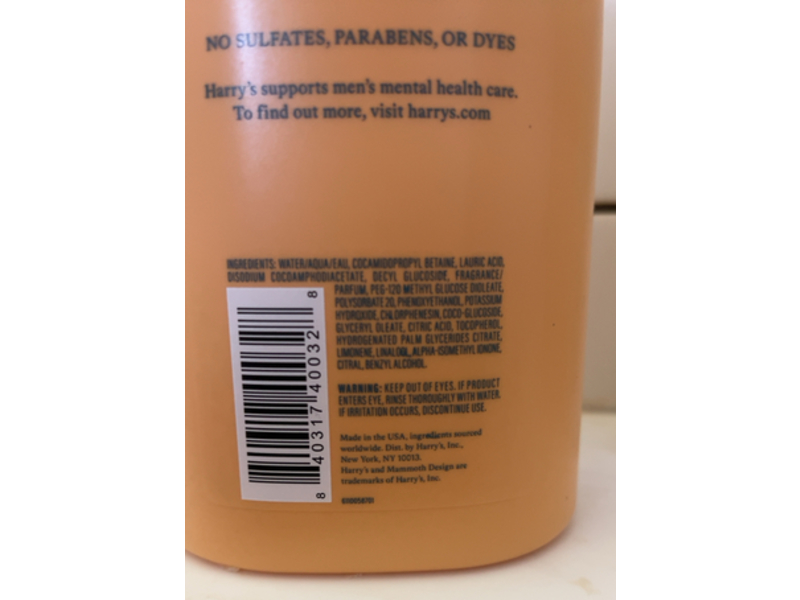 NO SULFATES, PARABENS, OR DYES
Harry's supports men's mental health care.
To find out more, visit harrys.com
INGREDIENTS: WATER/AQUA/EAU, COCAMIDOPROPYL BETAINE, LAURIC ACID,
DISODIUM COCOAMPHODIACETATE, DECYL GLUCOSIDE, FRAGRANCE/
PARFUM, PEG-120 METHYL GLUCOSE DIOLEATE,
POLYSORBATE 20, PHENOXYETHANOL, POTASSIUM
HYDROXIDE, CHLORPHENESIN, COCO-GLUCOSIDE,
GLYCERYL OLEATE, CITRIC ACID, TOCOPHEROL,
HYDROGENATED PALM GLYCERIDES CITRATE,
LIMONENE, LINALOOL, ALPHA-ISOMETHYL IONONE,
CITRAL, BENZYL ALCOHOL.
WARNING: KEEP OUT OF EYES. IF PRODUCT
ENTERS EYE, RINSE THOROUGHLY WITH WATER.
IF IRRITATION OCCURS, DISCONTINUE USE.
Made in the USA, ingredients sourced
worldwide. Dist. by Harry's, Inc.,
New York, NY 10013.
Harry's and Mammoth Design are
trademarks of Harry's, Inc.
8 40317 40032 8